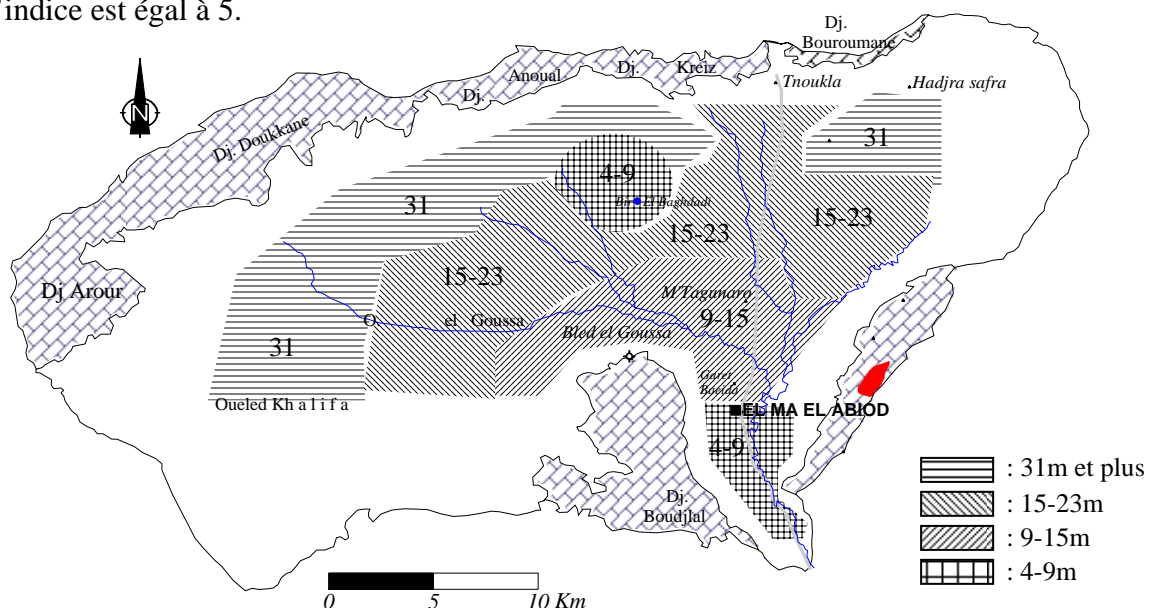 'indice est égal à 5.
Dj.
Bouroumane
Dj. Anoual Dj. Kreiz
Tnoukla
Hadjra safra
N
Dj. Doukkane
31
4-9
Bir El Baghdadi
31
15-23
15-23
15-23
Dj Arour
M'Tagunaro
O. el Goussa
9-15
Bled el Goussa
31
Garet
Baeida
Oueled Kh a l i f a
EL MA EL ABIOD
4-9
Dj.
Boudjlal
: 31m et plus
: 15-23m
: 9-15m
: 4-9m
0 5 10 Km